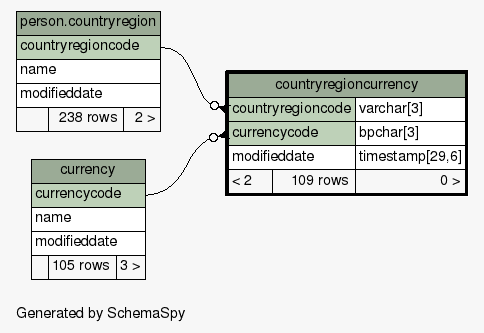 person.countryregion
countryregioncode
name
modifieddate
238 rows 2 >
countryregioncurrency
countryregioncode varchar[3]
currencycode bpchar[3]
modifieddate timestamp[29,6]
< 2 109 rows 0 >
currency
currencycode
name
modifieddate
105 rows 3 >
Generated by SchemaSpy